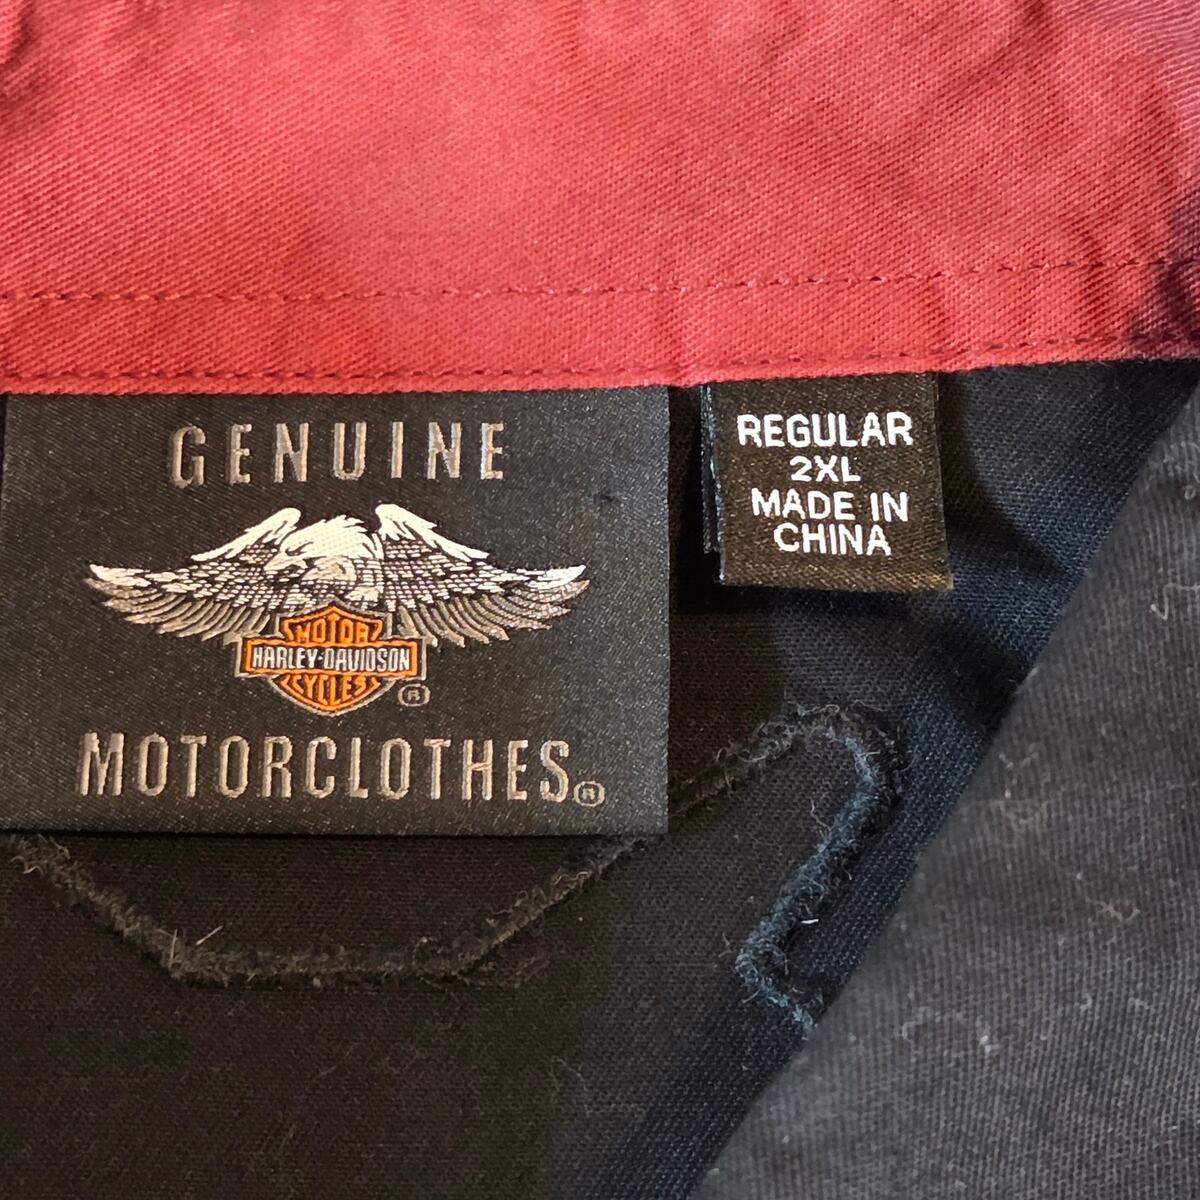 GENUINE
MOTOR
HARLEY-DAVIDSON
CYCLES
®
MOTORCLOTHES®
REGULAR
2XL
MADE IN
CHINA